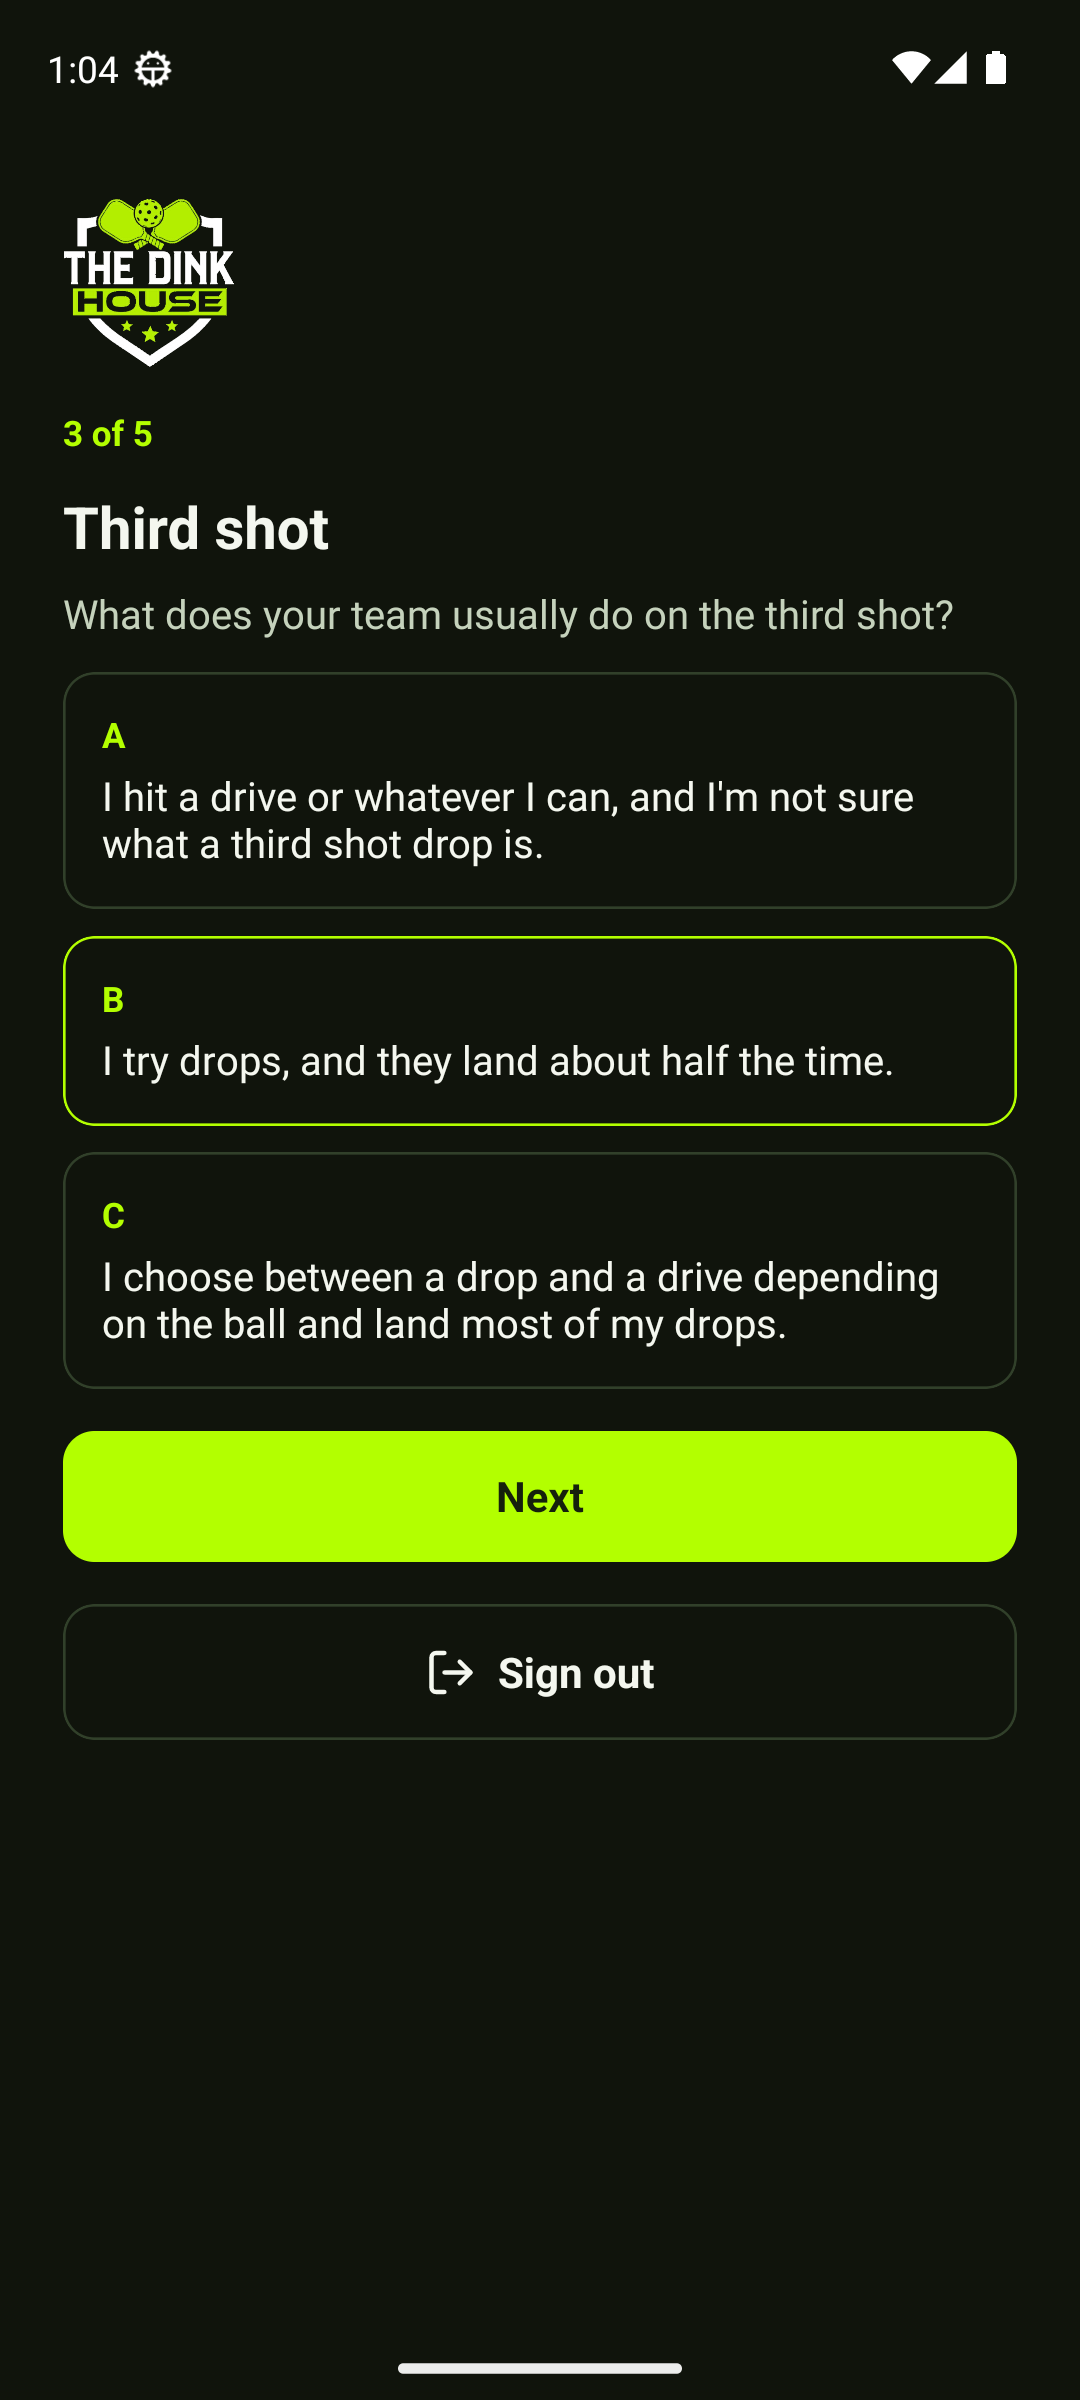 1:04
THE DINK
HOUSE
3 of 5
Third shot
What does your team usually do on the third shot?
A
I hit a drive or whatever I can, and I'm not sure
what a third shot drop is.
B
I try drops, and they land about half the time.
C
I choose between a drop and a drive depending
on the ball and land most of my drops.
Next
Sign out